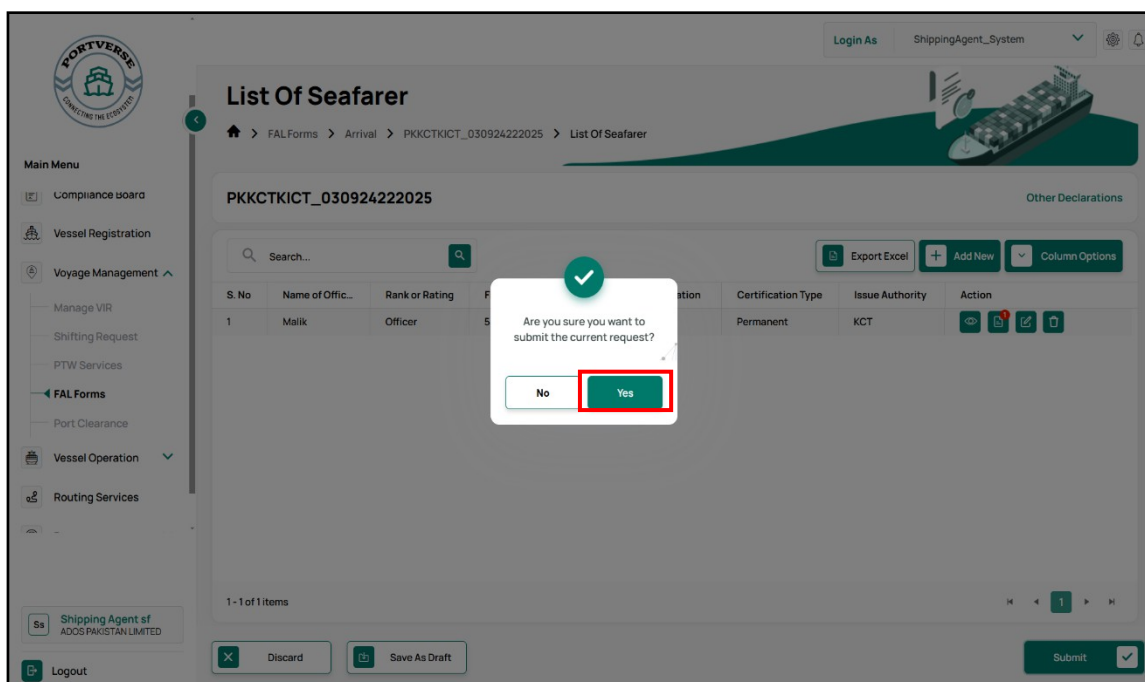 PORTVERSE
CONNECTING THE ECOSYSTEM
Login As
ShippingAgent_System
List Of Seafarer
> FAL Forms > Arrival > PKKCTKICT_030924222025 > List Of Seafarer
Main Menu
Compliance Board
Vessel Registration
Voyage Management
Manage VIR
Shifting Request
PTW Services
FAL Forms
Port Clearance
Vessel Operation
Routing Services
Ss
Shipping Agent sf
ADOS PAKISTAN LIMITED
Logout
PKKCTKICT_030924222025
Other Declarations
Search...
Export Excel
Add New
Column Options
S. No Name of Offic... Rank or Rating F ation Certification Type Issue Authority Action
1 Malik Officer 5 Permanent KCT
1
Are you sure you want to
submit the current request?
No
Yes
1 - 1 of 1 items
1
Discard
Save As Draft
Submit